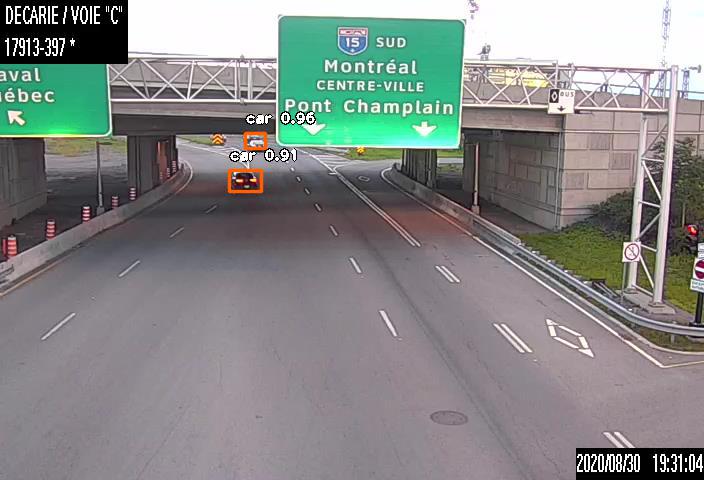 DECARIE / VOIE "C"
17913-397 *
aval
ébec
15 SUD
Montréal
CENTRE-VILLE
Pont Champlain
BUS
car 0.96
car 0.91
2020/08/30 19:31:04